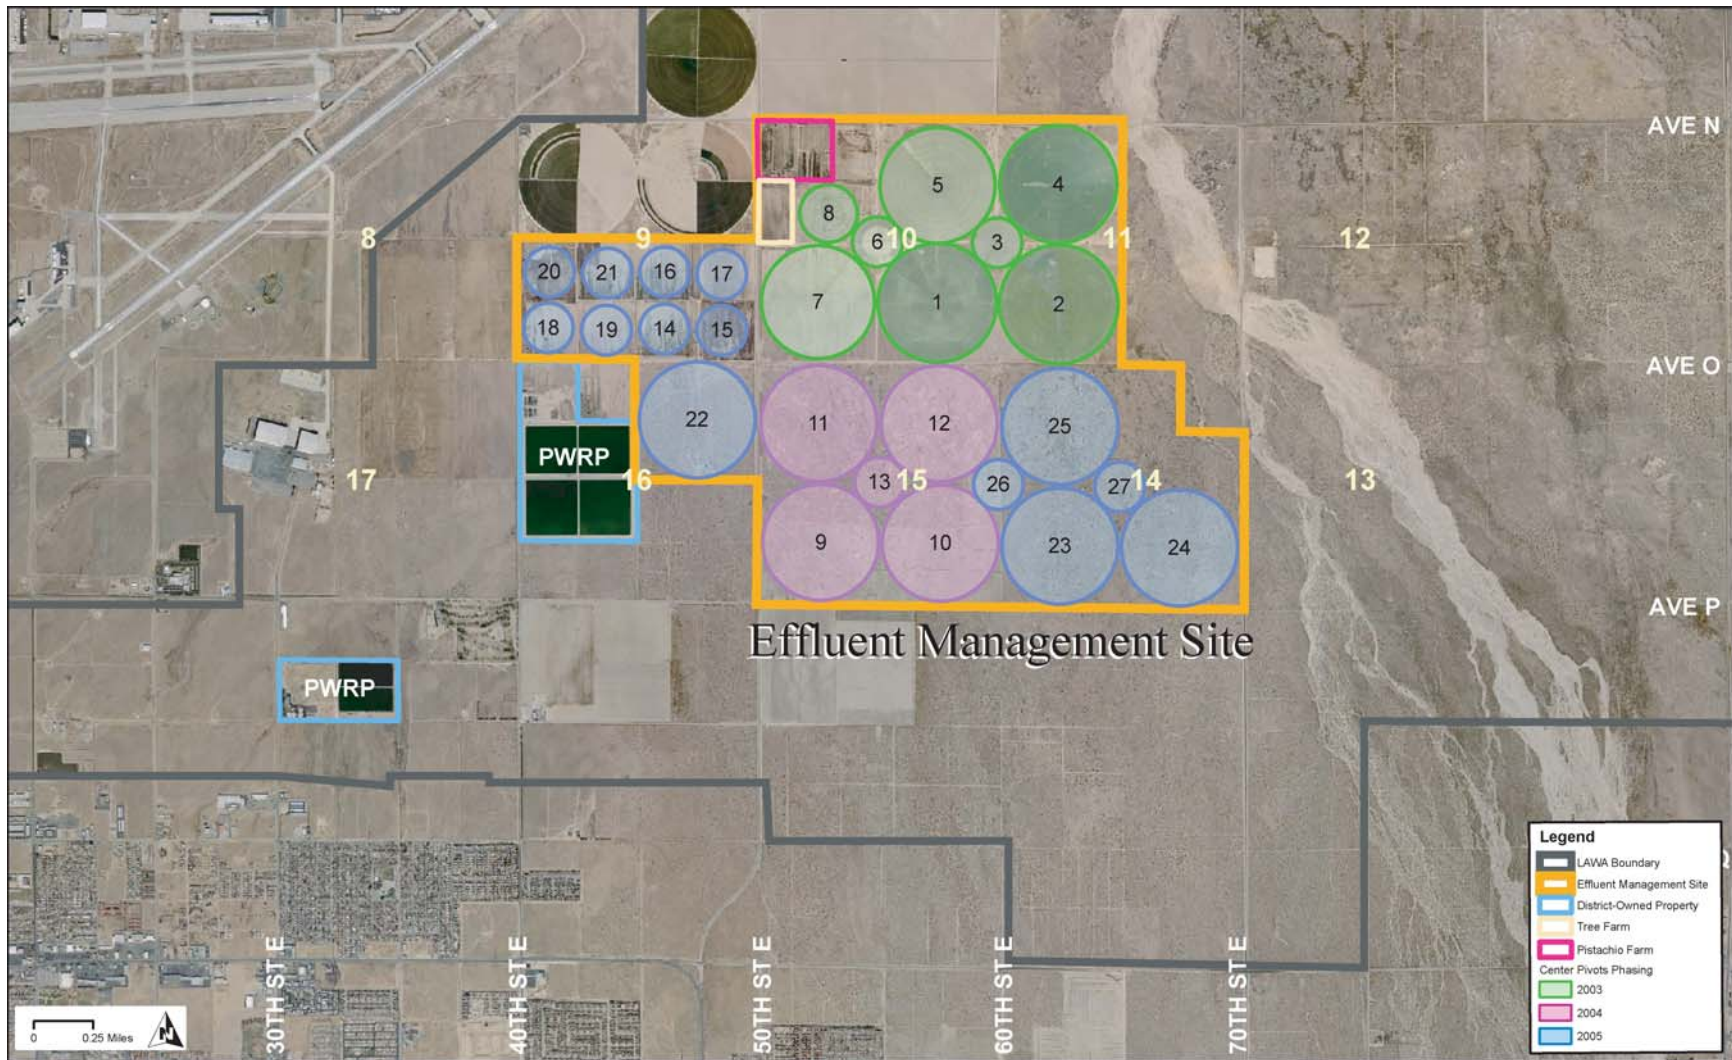 AVE N
5
4
8
6
10
3
11
12
8
9
20
21
16
17
7
1
2
18
19
14
15
AVE O
22
11
12
25
PWRP
17
16
13
15
26
27
14
13
9
10
23
24
AVE P
1
Effluent Management Site
PWRP
Legend
LAWA Boundary
Effluent Management Site
District-Owned Property
Tree Farm
Pistachio Farm
Center Pivots Phasing
2003
2004
2005
30TH ST E
40TH ST E
50TH ST E
60TH ST E
70TH ST E
N
0 0.25 Miles